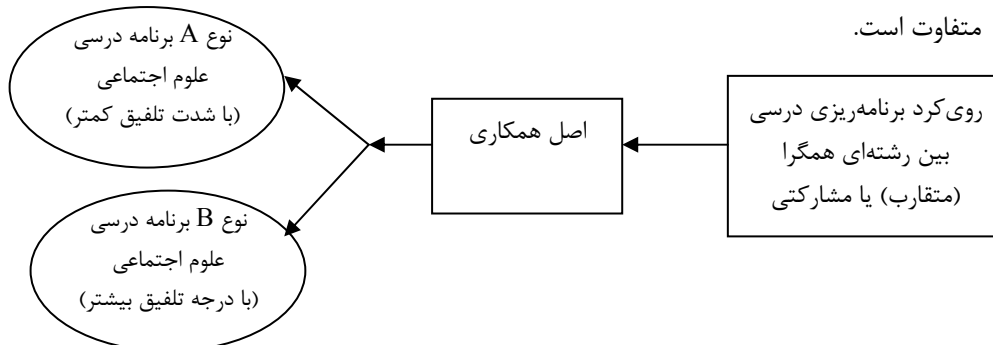 متفاوت است.
روی‌کرد برنامه‌ریزی درسی
بین رشته‌ای همگرا
(متقارب) یا مشارکتی
اصل همکاری
نوع A برنامه درسی
علوم اجتماعی
(با شدت تلفیق کمتر)
نوع B برنامه درسی
علوم اجتماعی
(با درجه تلفیق بیشتر)